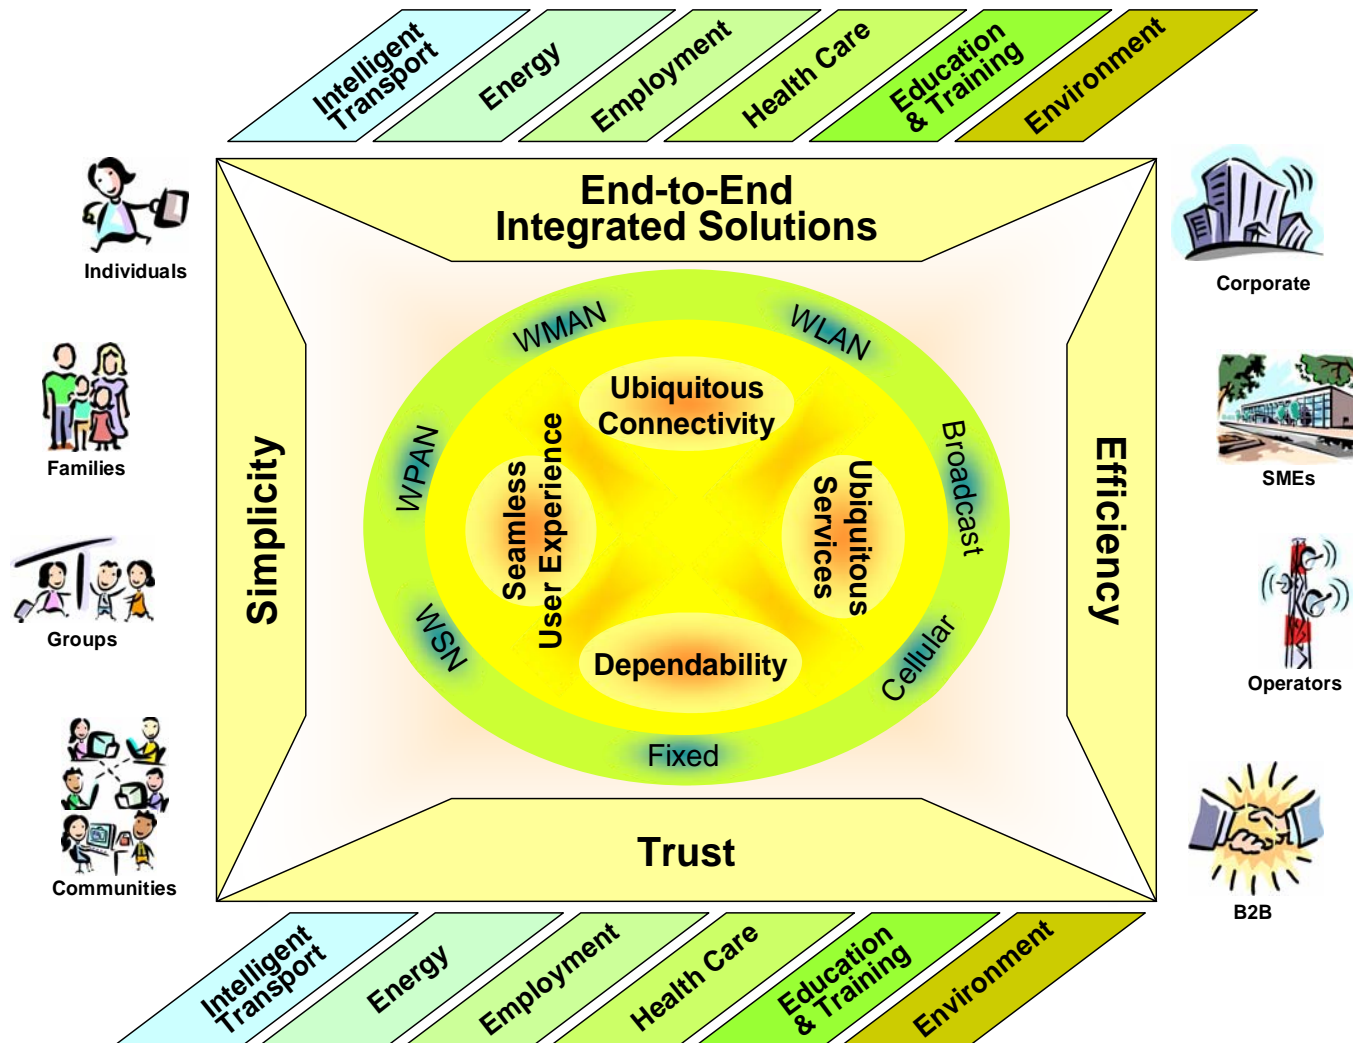 Intelligent
Transport
Energy
Employment
Health Care
Education
& Training
Environment
End-to-End
Integrated Solutions
Individuals
Families
Groups
Communities
Simplicity
WMAN
WLAN
WPAN
Broadcast
WSN
Cellular
Fixed
Ubiquitous
Connectivity
Seamless
User Experience
Ubiquitous
Services
Dependability
Efficiency
Trust
Corporate
SMEs
Operators
B2B
Intelligent
Transport
Energy
Employment
Health Care
Education
& Training
Environment